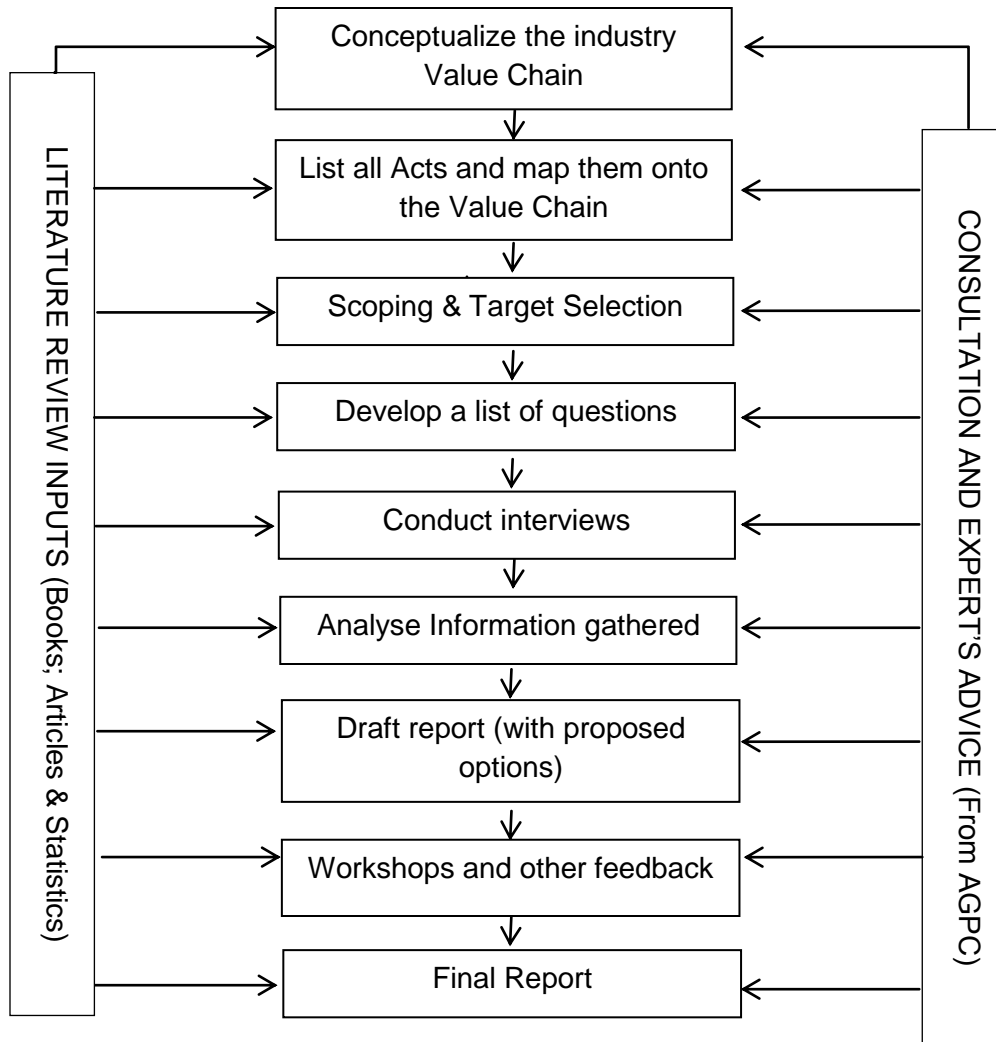 Conceptualize the industry
Value Chain
List all Acts and map them onto
the Value Chain
Scoping & Target Selection
Develop a list of questions
Conduct interviews
Analyse Information gathered
Draft report (with proposed
options)
Workshops and other feedback
Final Report
LITERATURE REVIEW INPUTS (Books; Articles & Statistics)
CONSULTATION AND EXPERT'S ADVICE (From AGPC)